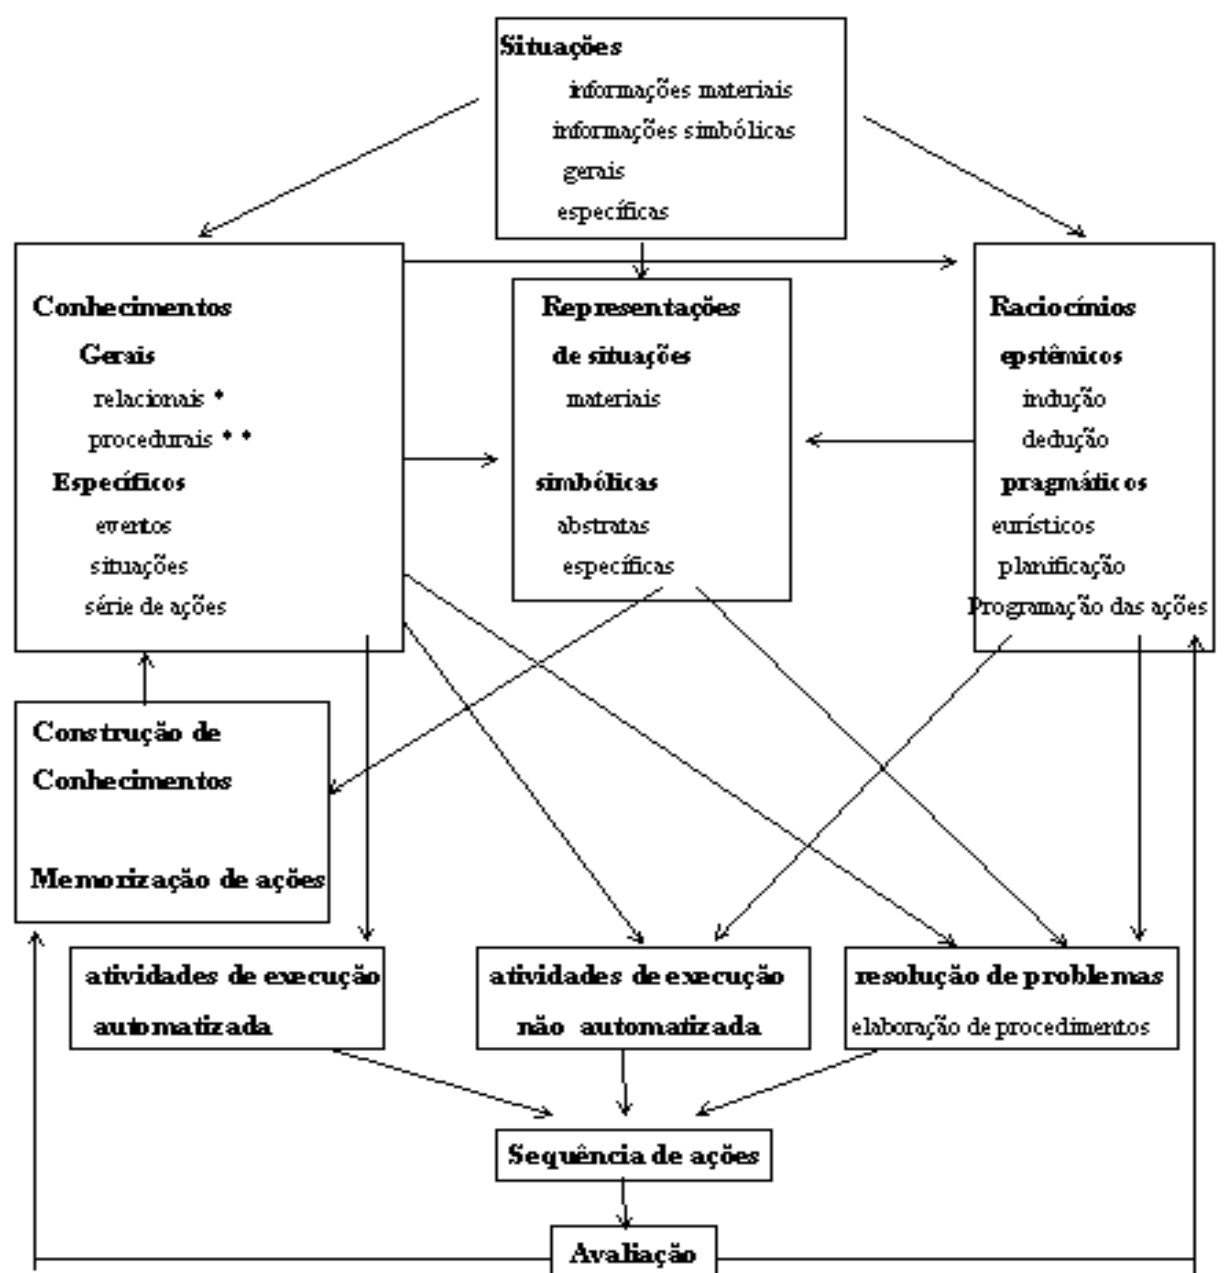 Situações
informações materiais
informações simbólicas
gerais
específicas
Conhecimentos
Gerais
relacionais *
procedurais * *
Específicos
eventos
situações
série de ações
Representações
de situações
materiais
simbólicas
abstratas
específicas
Raciocínios
epstêmicos
indução
dedução
pragmáticos
eurísticos
planificação
Programação das ações
Construção de
Conhecimentos
Memorização de ações
atividades de execução
automatizada
atividades de execução
não automatizada
resolução de problemas
elaboração de procedimentos
Sequência de ações
Avaliação